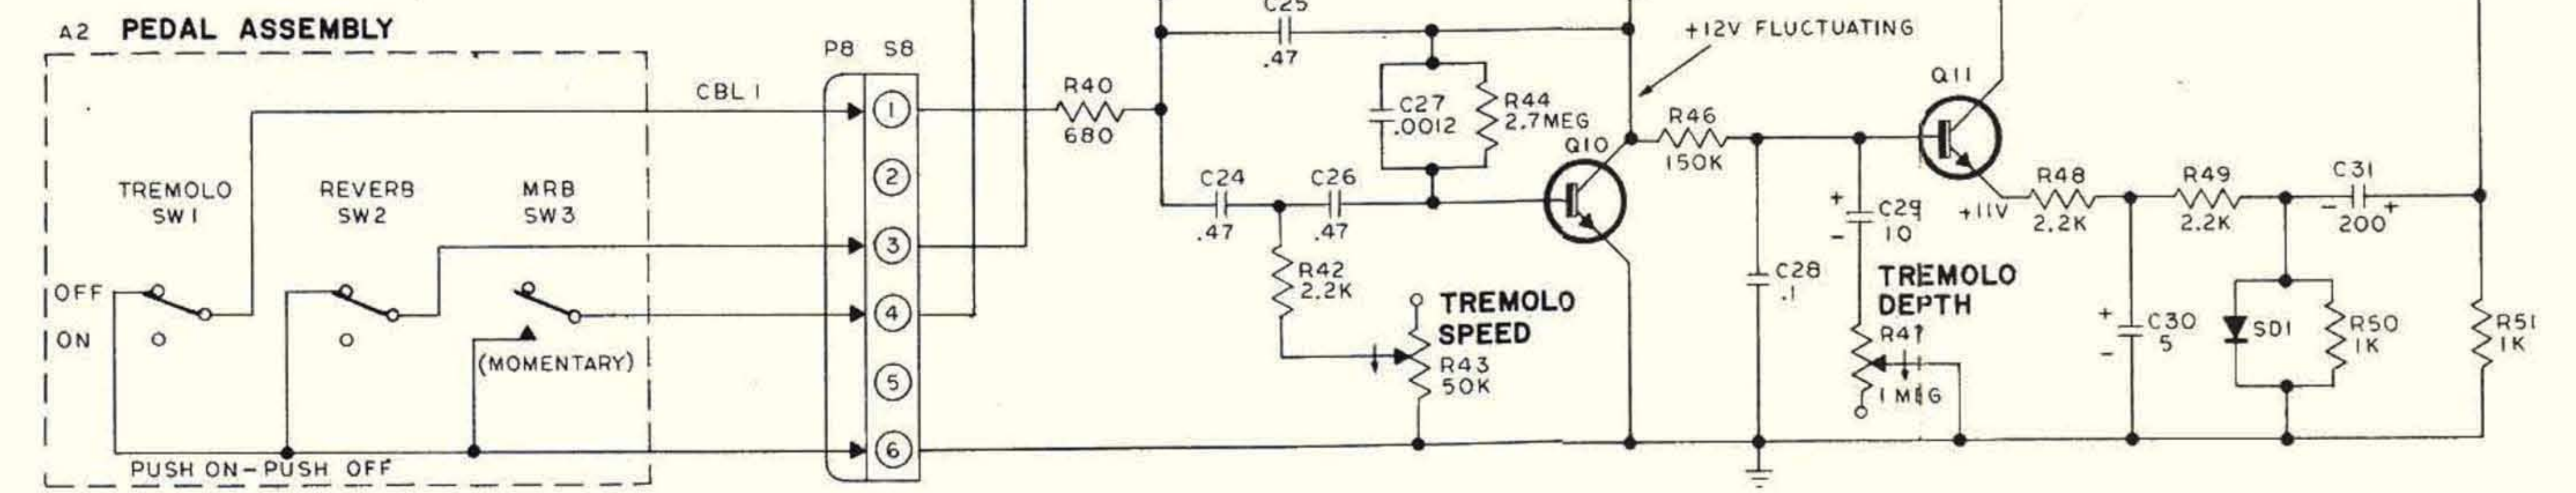 A2 PEDAL ASSEMBLY
P8 S8
CBL 1
TREMOLO
SW1
REVERB
SW2
MRB
SW3
OFF
ON
(MOMENTARY)
PUSH ON-PUSH OFF
1
2
3
4
5
6
R40
680
C25
.47
C27
.0012
R44
2.7MEG
C24
.47
C26
.47
R42
2.2K
TREMOLO
SPEED
R43
50K
Q10
+12V FLUCTUATING
R46
150K
C28
.1
+
C29
10
-
TREMOLO
DEPTH
R47
1 MEG
Q11
+11V
R48
2.2K
R49
2.2K
C31
- +
200
+
C30
5
-
SD1
R50
1K
R51
1K